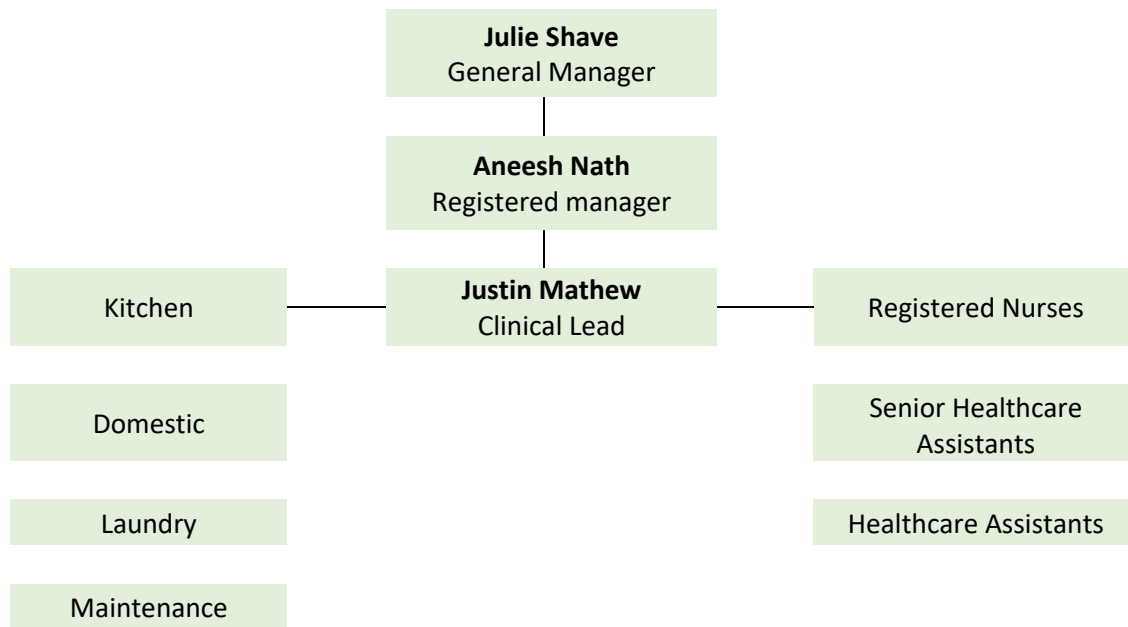 Julie Shave
General Manager
Aneesh Nath
Registered manager
Kitchen
Justin Mathew
Clinical Lead
Registered Nurses
Domestic
Senior Healthcare
Assistants
Laundry
Healthcare Assistants
Maintenance